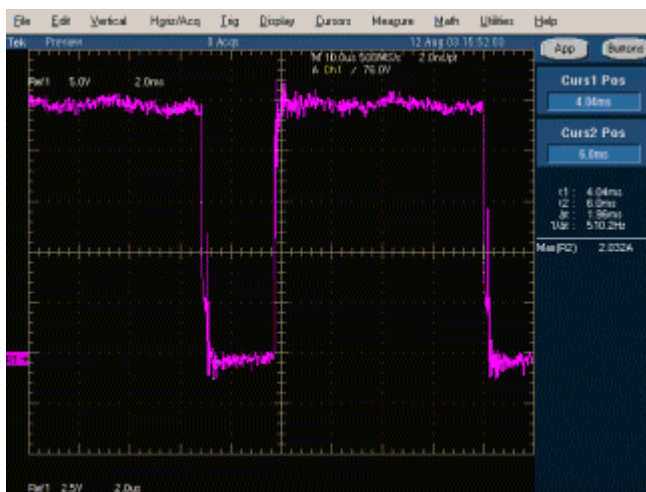 File Edit Vertical Horiz/Acq Trig Display Cursors Measure Math Utilities Help
Tek Preview 0 Acqs 12 Aug 03 15:52:03
App Buttons
M 10.0us 500MS/s 2.0ns/pt
A Ch1 / 76.0V
Ref1 5.0V 2.0ms
Curs1 Pos
4.04ms
Curs2 Pos
6.0ms
t1 : 4.04ms
t2 : 6.0ms
Δt : 1.96ms
1/Δt : 510.2Hz
Max(R2) 2.032A
Ref1 2.5V 2.0us